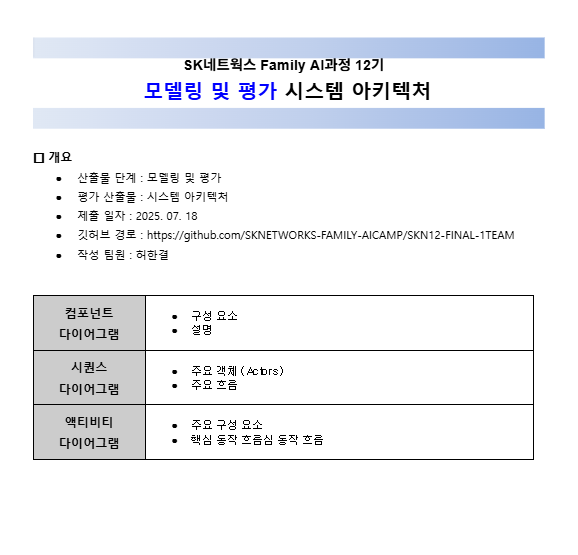 SK네트웍스 Family AI과정 12기
모델링 및 평가 시스템 아키텍처
□ 개요
● 산출물 단계 : 모델링 및 평가
● 평가 산출물 : 시스템 아키텍처
● 제출 일자 : 2025. 07. 18
● 깃허브 경로 : https://github.com/SKNETWORKS-FAMILY-AICAMP/SKN12-FINAL-1TEAM
● 작성 팀원 : 허한결
컴포넌트
다이어그램
● 구성 요소
● 설명
시퀀스
다이어그램
● 주요 객체 (Actors)
● 주요 흐름
액티비티
다이어그램
● 주요 구성 요소
● 핵심 동작 흐름심 동작 흐름